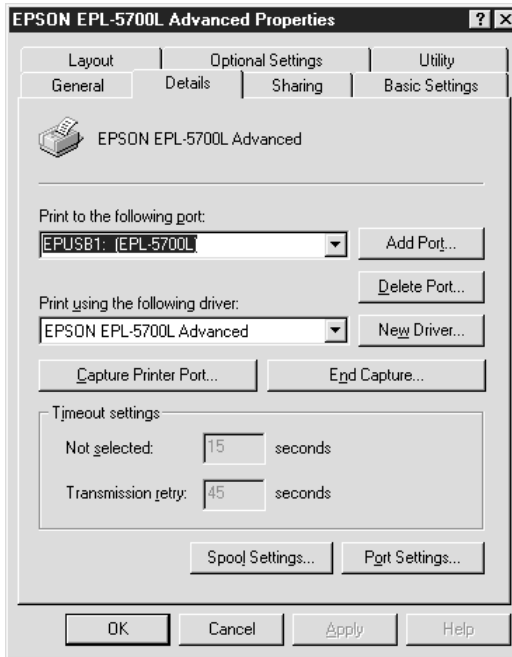 EPSON EPL-5700L Advanced Properties
Layout Optional Settings Utility
General Details Sharing Basic Settings
EPSON EPL-5700L Advanced
Print to the following port:
EPUSB1: (EPL-5700L) Add Port...
Delete Port...
Print using the following driver:
EPSON EPL-5700L Advanced New Driver...
Capture Printer Port... End Capture...
Timeout settings
Not selected: 15 seconds
Transmission retry: 45 seconds
Spool Settings... Port Settings...
OK Cancel Apply Help